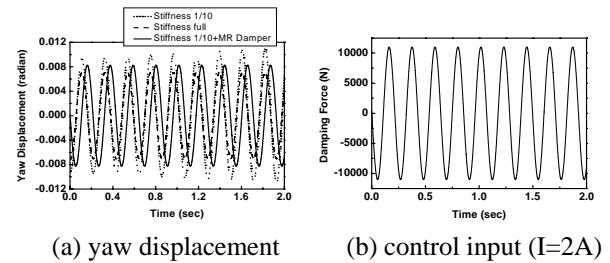 Stiffness 1/10
Stiffness full
Stiffness 1/10+MR Damper
Yaw Displacement (radian)
0.012
0.008
0.004
0.000
-0.004
-0.008
-0.012
0.0 0.4 0.8 1.2 1.6 2.0
Time (sec)
(a) yaw displacement
Damping Force (N)
10000
5000
0
-5000
-10000
0.0 0.5 1.0 1.5 2.0
Time (sec)
(b) control input (I=2A)